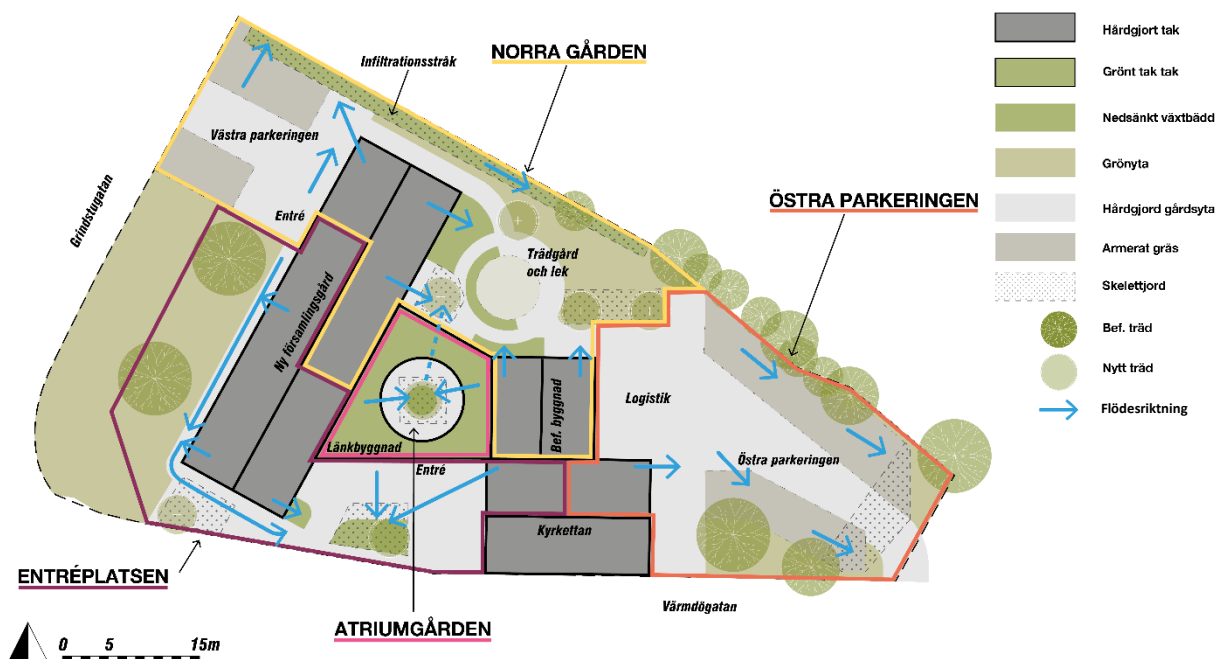 NORRA GÅRDEN
Infiltrationsstråk
Västra parkeringen
ÖSTRA PARKERINGEN
Grindstugatan
Entré
Trädgård
och lek
Ny församlingsgård
Logistik
Bef. byggnad
Länkbyggnad
Entré
Östra parkeringen
Kyrkettan
ENTRÉPLATSEN
Värmdögatan
ATRIUMGÅRDEN
0 5 15m
Hårdgjort tak
Grönt tak tak
Nedsänkt växtbädd
Grönyta
Hårdgjord gårdsyta
Armerat gräs
Skelettjord
Bef. träd
Nytt träd
Flödesriktning